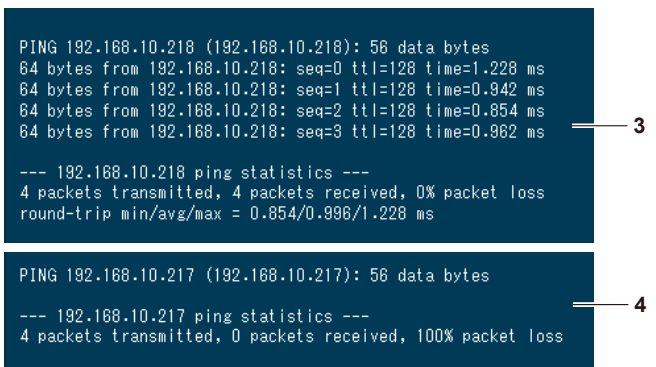 PING 192.168.10.218 (192.168.10.218): 56 data bytes
64 bytes from 192.168.10.218: seq=0 ttl=128 time=1.228 ms
64 bytes from 192.168.10.218: seq=1 ttl=128 time=0.942 ms
64 bytes from 192.168.10.218: seq=2 ttl=128 time=0.854 ms
64 bytes from 192.168.10.218: seq=3 ttl=128 time=0.962 ms
3
--- 192.168.10.218 ping statistics ---
4 packets transmitted, 4 packets received, 0% packet loss
round-trip min/avg/max = 0.854/0.996/1.228 ms
PING 192.168.10.217 (192.168.10.217): 56 data bytes
4
--- 192.168.10.217 ping statistics ---
4 packets transmitted, 0 packets received, 100% packet loss